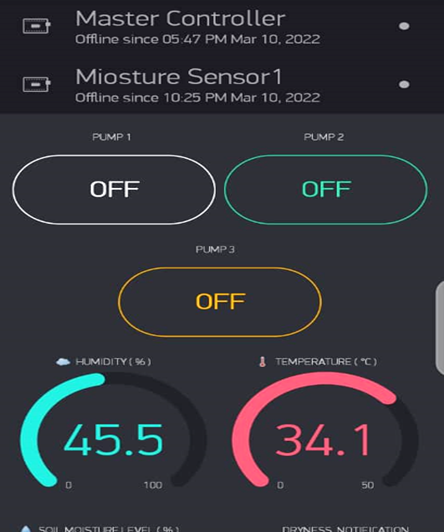 Master Controller
Offline since 05:47 PM Mar 10, 2022
Miosture Sensor1
Offline since 10:25 PM Mar 10, 2022
PUMP 1 PUMP 2
OFF OFF
PUMP 3
OFF
HUMIDITY ( % ) TEMPERATURE ( °C )
45.5 34.1
0 100 0 50
SOIL MOISTURE LEVEL ( % ) DRYNESS NOTIFICATION